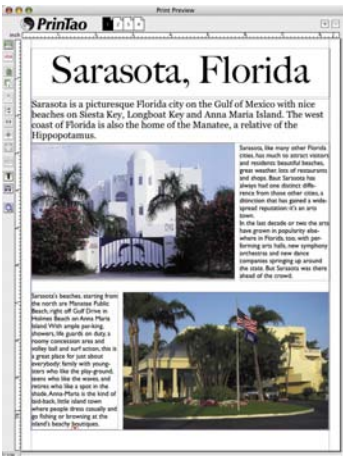 Print Preview
PrinTao
1 2 3 4
inch
Sarasota, Florida
Sarasota is a picturesque Florida city on the Gulf of Mexico with nice
beaches on Siesta Key, Longboat Key and Anna Maria Island. The west
coast of Florida is also the home of the Manatee, a relative of the
Hippopotamus.
Sarasota, like many other Florida
cities, has much to attract visitors
and residents: beautiful beaches,
great weather, lots of restaurants
and shops. Baut Sarasota has
always had one distinct diffe-
rence from those other cities, a
distinction that has gained a wide-
spread reputation: it's an arts
town.
In the last decade or two the arts
have grown in popularity else-
where in Florida, too, with per-
forming arts halls, new symphony
orchestras and new dance
companies springing up around
the state. But Sarasota was there
ahead of the crowd.
Sarasota's beaches, starting from
the north are Manatee Public
Beach, right off Gulf Drive in
Holmes Beach on Anna Maria
Island. With ample par-king,
showers, life guards on duty, a
roomy concession area and
volley ball and surf action, this is
a great place for just about
everybody: family with young-
sters who like the play-ground,
teens who like the waves, and
retirees who like a spot in the
shade. Anna-Maria is the kind of
laid-back, little island town
where people dress casually and
go fishing or browsing at the
island's beachy boutiques.